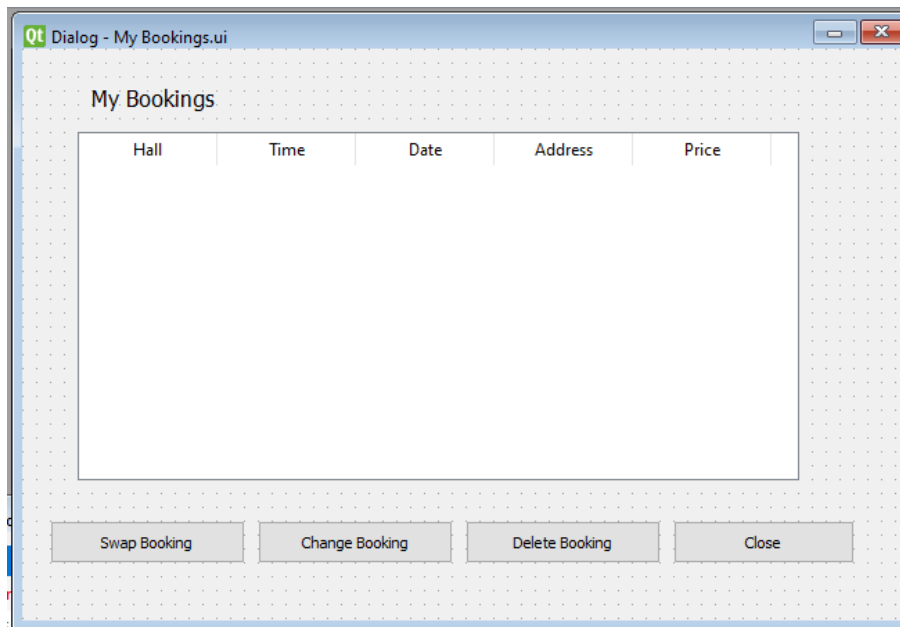 Qt Dialog - My Bookings.ui
My Bookings
Hall Time Date Address Price
Swap Booking Change Booking Delete Booking Close